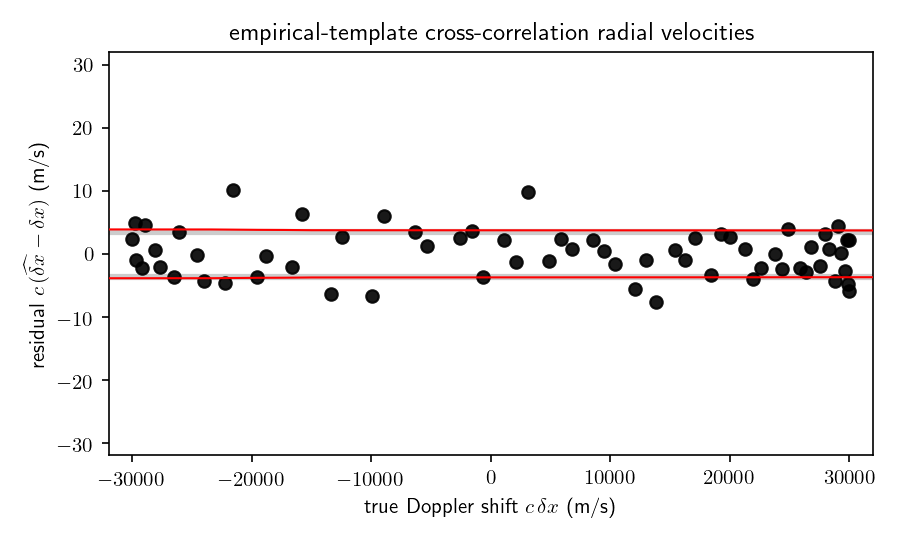 empirical-template cross-correlation radial velocities
residual c (δx̂ − δx) (m/s)
30
20
10
0
−10
−20
−30
−30000 −20000 −10000 0 10000 20000 30000
true Doppler shift c δx (m/s)